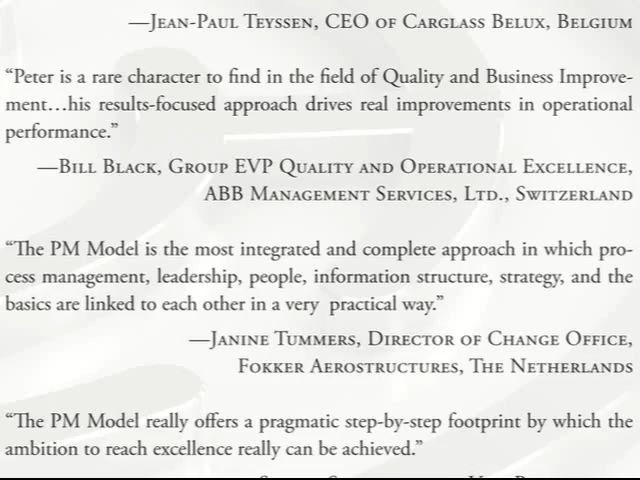 —Jean-Paul Teyssen, CEO of Carglass Belux, Belgium
“Peter is a rare character to find in the field of Quality and Business Improve-
ment…his results-focused approach drives real improvements in operational
performance.”
—Bill Black, Group EVP Quality and Operational Excellence,
ABB Management Services, Ltd., Switzerland
“The PM Model is the most integrated and complete approach in which pro-
cess management, leadership, people, information structure, strategy, and the
basics are linked to each other in a very practical way.”
—Janine Tummers, Director of Change Office,
Fokker Aerostructures, The Netherlands
“The PM Model really offers a pragmatic step-by-step footprint by which the
ambition to reach excellence really can be achieved.”